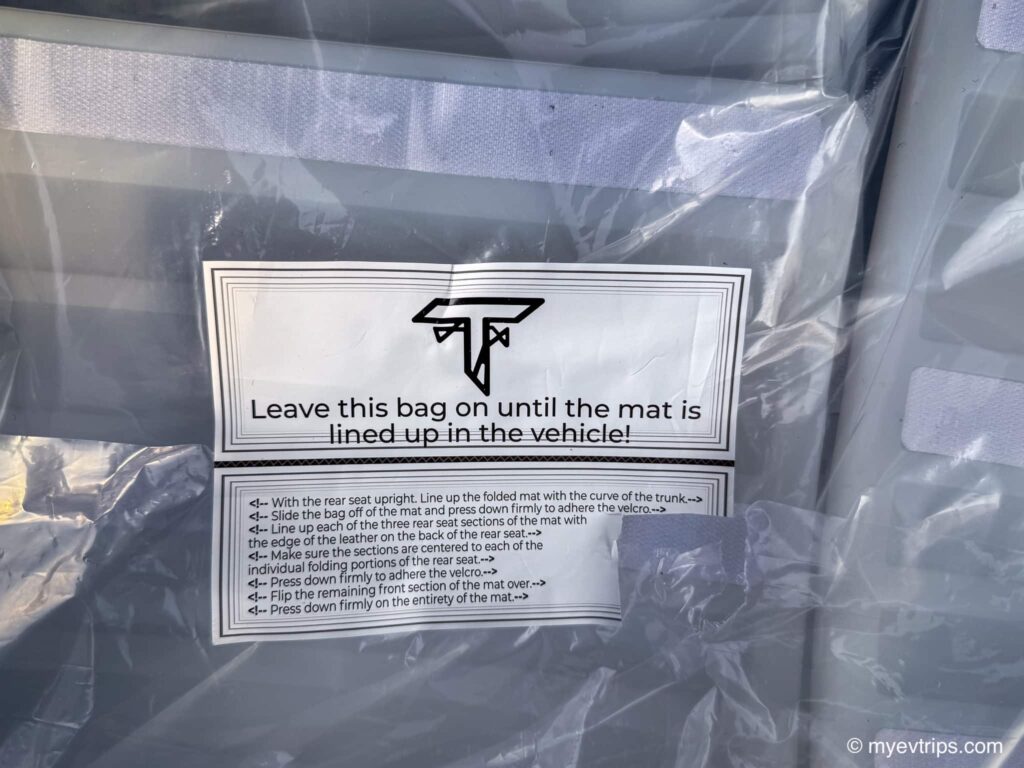 Leave this bag on until the mat is
lined up in the vehicle!
<!-- With the rear seat upright. Line up the folded mat with the curve of the trunk.-->
<!-- Slide the bag off of the mat and press down firmly to adhere the velcro.-->
<!-- Line up each of the three rear seat sections of the mat with
the edge of the leather on the back of the rear seat.-->
<!-- Make sure the sections are centered to each of the
individual folding portions of the rear seat.-->
<!-- Press down firmly to adhere the velcro.-->
<!-- Flip the remaining front section of the mat over.-->
<!-- Press down firmly on the entirety of the mat.-->
© myevtrips.com